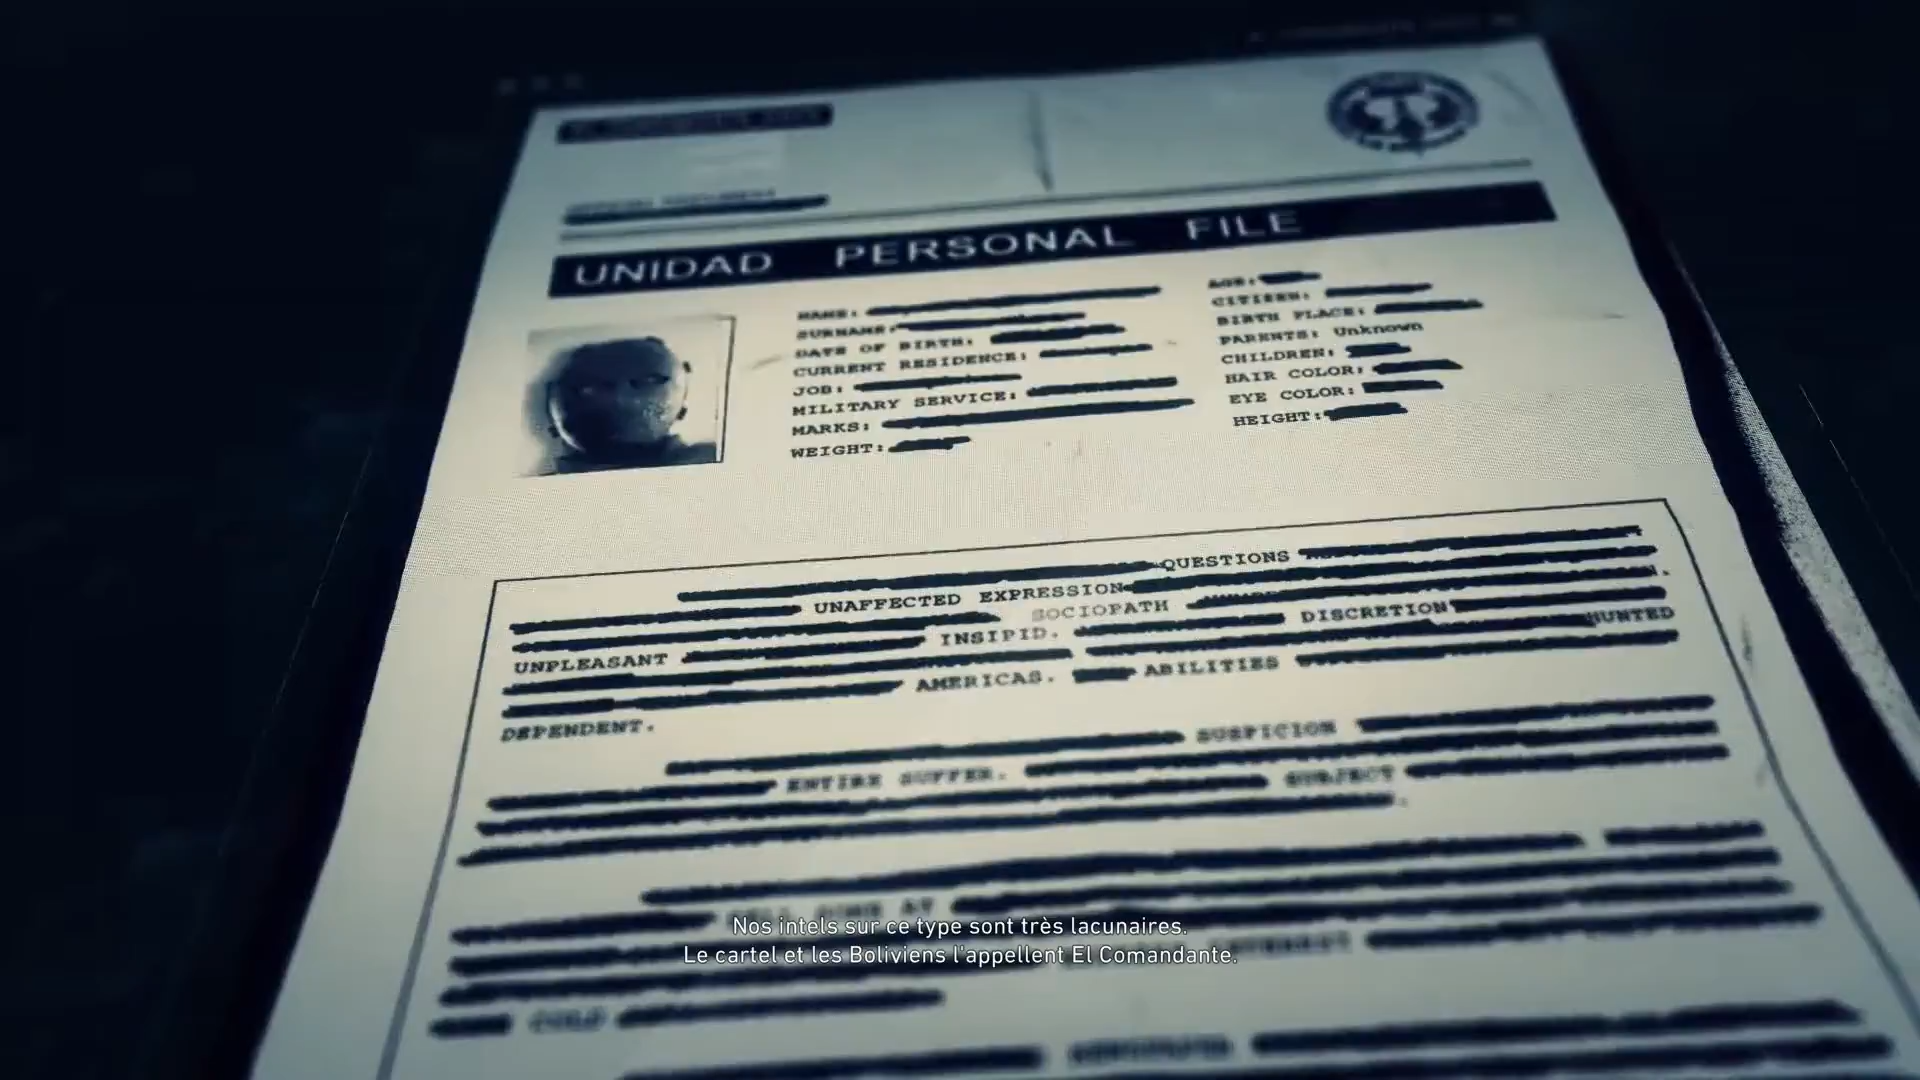 UNIDAD PERSONAL FILE
NAME:
SURNAME:
DATE OF BIRTH:
CURRENT RESIDENCE:
JOB:
MILITARY SERVICE:
MARKS:
WEIGHT:
AGE:
CITIZEN:
BIRTH PLACE:
PARENTS: Unknown
CHILDREN:
HAIR COLOR:
EYE COLOR:
HEIGHT:
QUESTIONS
UNAFFECTED EXPRESSION
SOCIOPATH
UNPLEASANT INSIPID. DISCRETION
HUNTED
AMERICAS. ABILITIES
DEPENDENT.
SUSPICION
ENTIRE SUFFER. SUBJECT
COLD
Nos intels sur ce type sont très lacunaires.
Le cartel et les Boliviens l'appellent El Comandante.